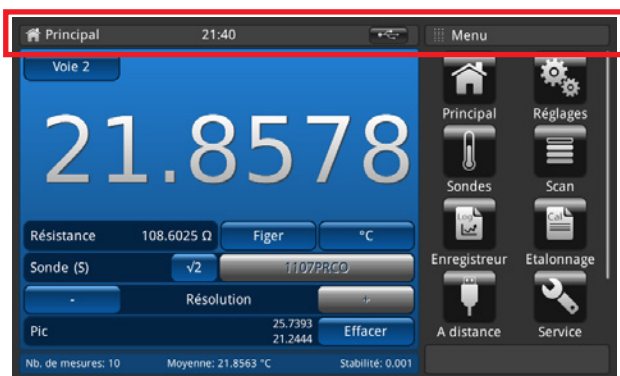 Principal 21:40 Menu
Voie 2
21.8578
Principal Réglages
Sondes Scan
Résistance 108.6025 Ω Figer °C
Log Cal
Enregistreur Etalonnage
Sonde (S) √2 1107PRCO
- Résolution +
Pic 25.7393 21.2444 Effacer
A distance Service
Nb. de mesures: 10 Moyenne: 21.8563 °C Stabilité: 0.001